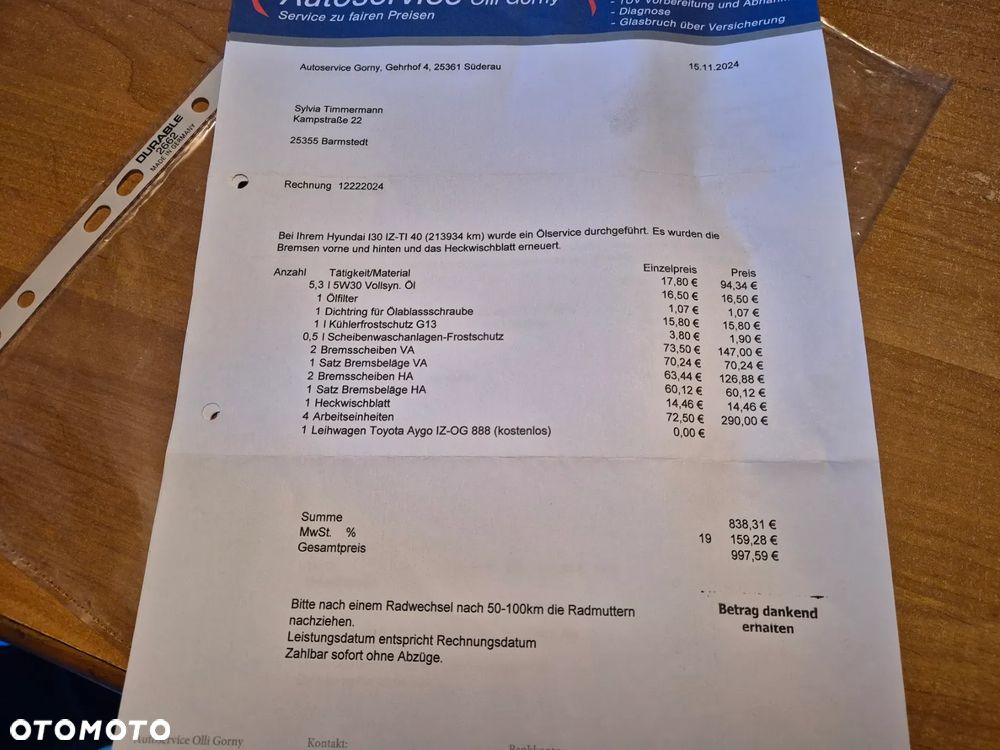 Autoservice Olli Gorny
Service zu fairen Preisen
- TÜV Vorbereitung und
- Diagnose
- Glasbruch über Versicherung
DURABLE
2662
MADE IN GERMANY
Autoservice Gorny, Gehrhof 4, 25361 Süderau
15.11.2024
Sylvia Timmermann
Kampstraße 22
25355 Barmstedt
Rechnung 12222024
Bei Ihrem Hyundai I30 IZ-TI 40 (213934 km) wurde ein Ölservice durchgeführt. Es wurden die
Bremsen vorne und hinten und das Heckwischblatt erneuert.
Anzahl Tätigkeit/Material Einzelpreis Preis
5,3 l 5W30 Vollsyn. Öl 17,80 € 94,34 €
1 Ölfilter 16,50 € 16,50 €
1 Dichtring für Ölablassschraube 1,07 € 1,07 €
1 l Kühlerfrostschutz G13 15,80 € 15,80 €
0,5 l Scheibenwaschanlagen-Frostschutz 3,80 € 1,90 €
2 Bremsscheiben VA 73,50 € 147,00 €
1 Satz Bremsbeläge VA 70,24 € 70,24 €
2 Bremsscheiben HA 63,44 € 126,88 €
1 Satz Bremsbeläge HA 60,12 € 60,12 €
1 Heckwischblatt 14,46 € 14,46 €
4 Arbeitseinheiten 72,50 € 290,00 €
1 Leihwagen Toyota Aygo IZ-OG 888 (kostenlos) 0,00 €
Summe 838,31 €
MwSt. % 19 159,28 €
Gesamtpreis 997,59 €
Bitte nach einem Radwechsel nach 50-100km die Radmuttern
nachziehen.
Leistungsdatum entspricht Rechnungsdatum
Zahlbar sofort ohne Abzüge.
Betrag dankend
erhalten
Autoservice Olli Gorny
Kontakt:
OTOMOTO